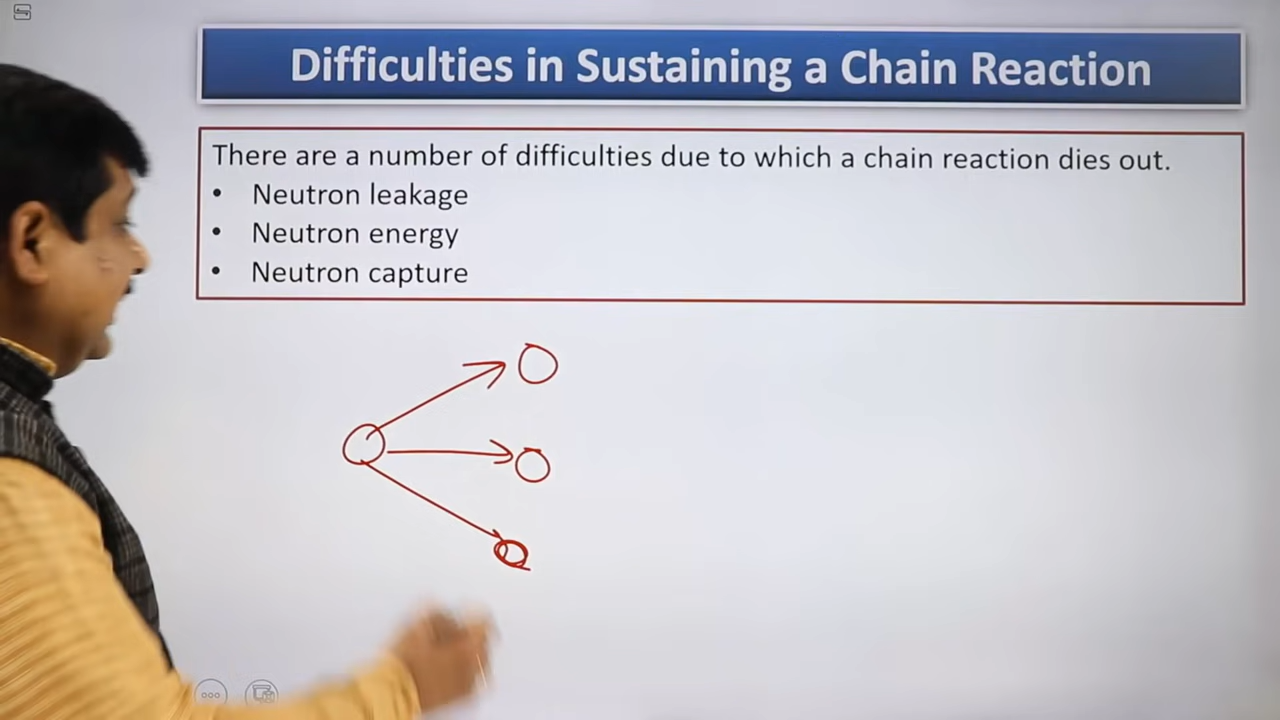 Difficulties in Sustaining a Chain Reaction
There are a number of difficulties due to which a chain reaction dies out.
• Neutron leakage
• Neutron energy
• Neutron capture